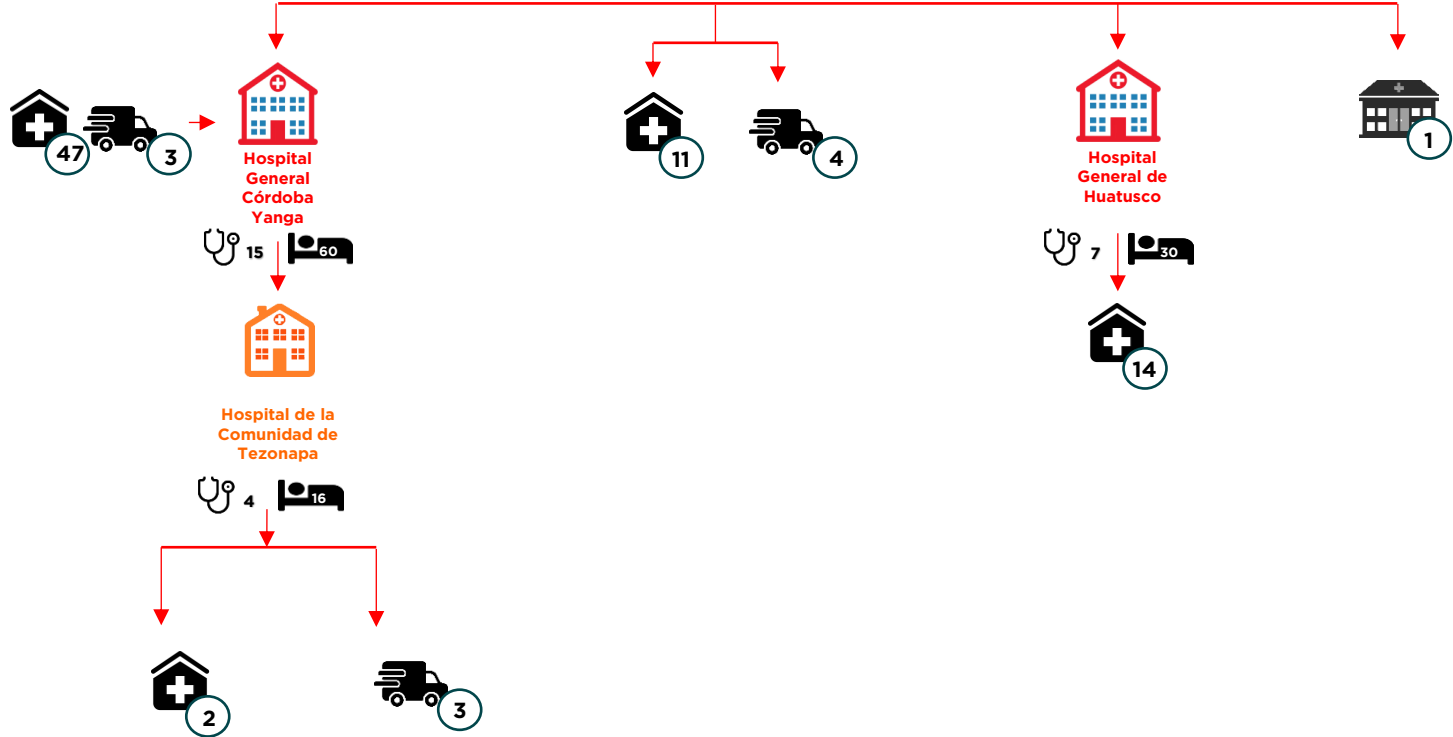 47
3
Hospital
General
Córdoba
Yanga
15
60
11
4
Hospital
General de
Huatusco
7
30
1
14
Hospital de la
Comunidad de
Tezonapa
4
16
2
3